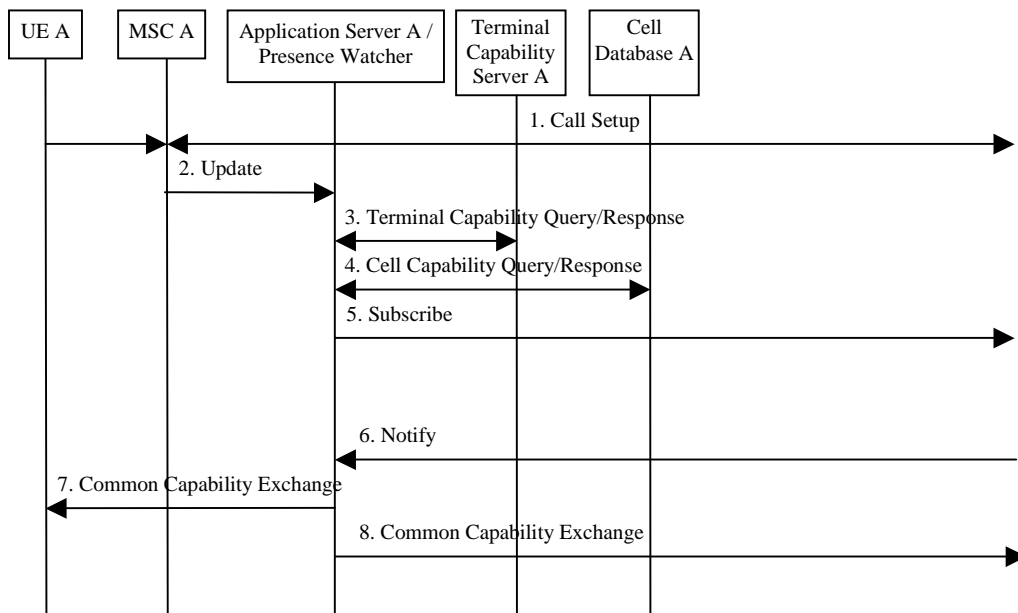 UE A
MSC A
Application Server A /
Presence Watcher
Terminal
Capability
Server A
Cell
Database A
1. Call Setup
2. Update
3. Terminal Capability Query/Response
4. Cell Capability Query/Response
5. Subscribe
6. Notify
7. Common Capability Exchange
8. Common Capability Exchange